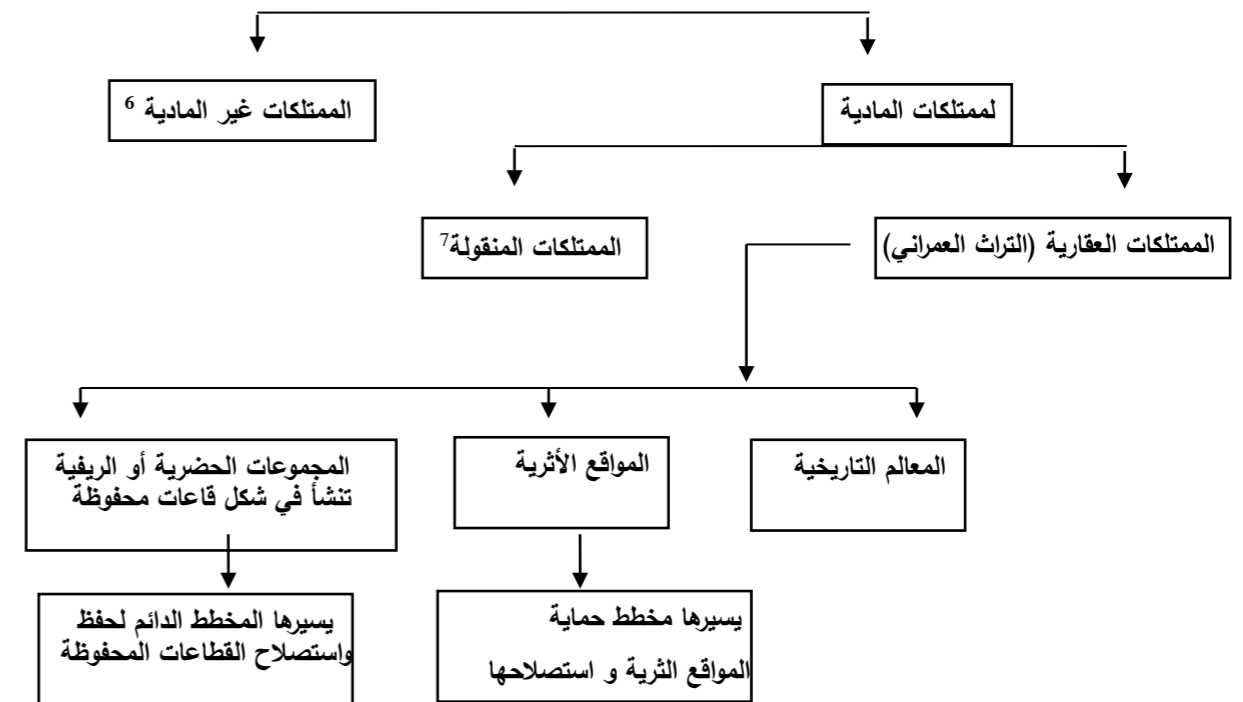 لممتلكات المادية
الممتلكات غير المادية 6
الممتلكات العقارية (التراث العمراني)
الممتلكات المنقولة7
المعالم التاريخية
المواقع الأثرية
المجموعات الحضرية أو الريفية
تنشأ في شكل قاعات محفوظة
يسيرها مخطط حماية
المواقع الثرية و استصلاحها
يسيرها المخطط الدائم لحفظ
واستصلاح القطاعات المحفوظة